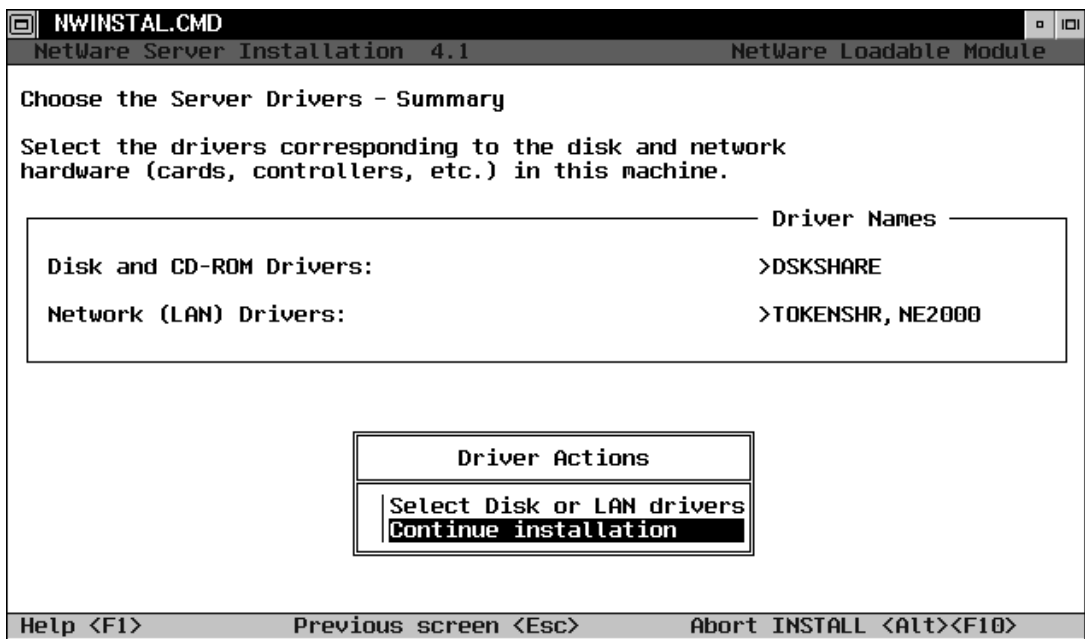 NWINSTAL.CMD
NetWare Server Installation 4.1 NetWare Loadable Module
Choose the Server Drivers - Summary
Select the drivers corresponding to the disk and network
hardware (cards, controllers, etc.) in this machine.
Driver Names
Disk and CD-ROM Drivers: >DSKSHARE
Network (LAN) Drivers: >TOKENSHR, NE2000
Driver Actions
Select Disk or LAN drivers
Continue installation
Help <F1> Previous screen <Esc> Abort INSTALL <Alt><F10>